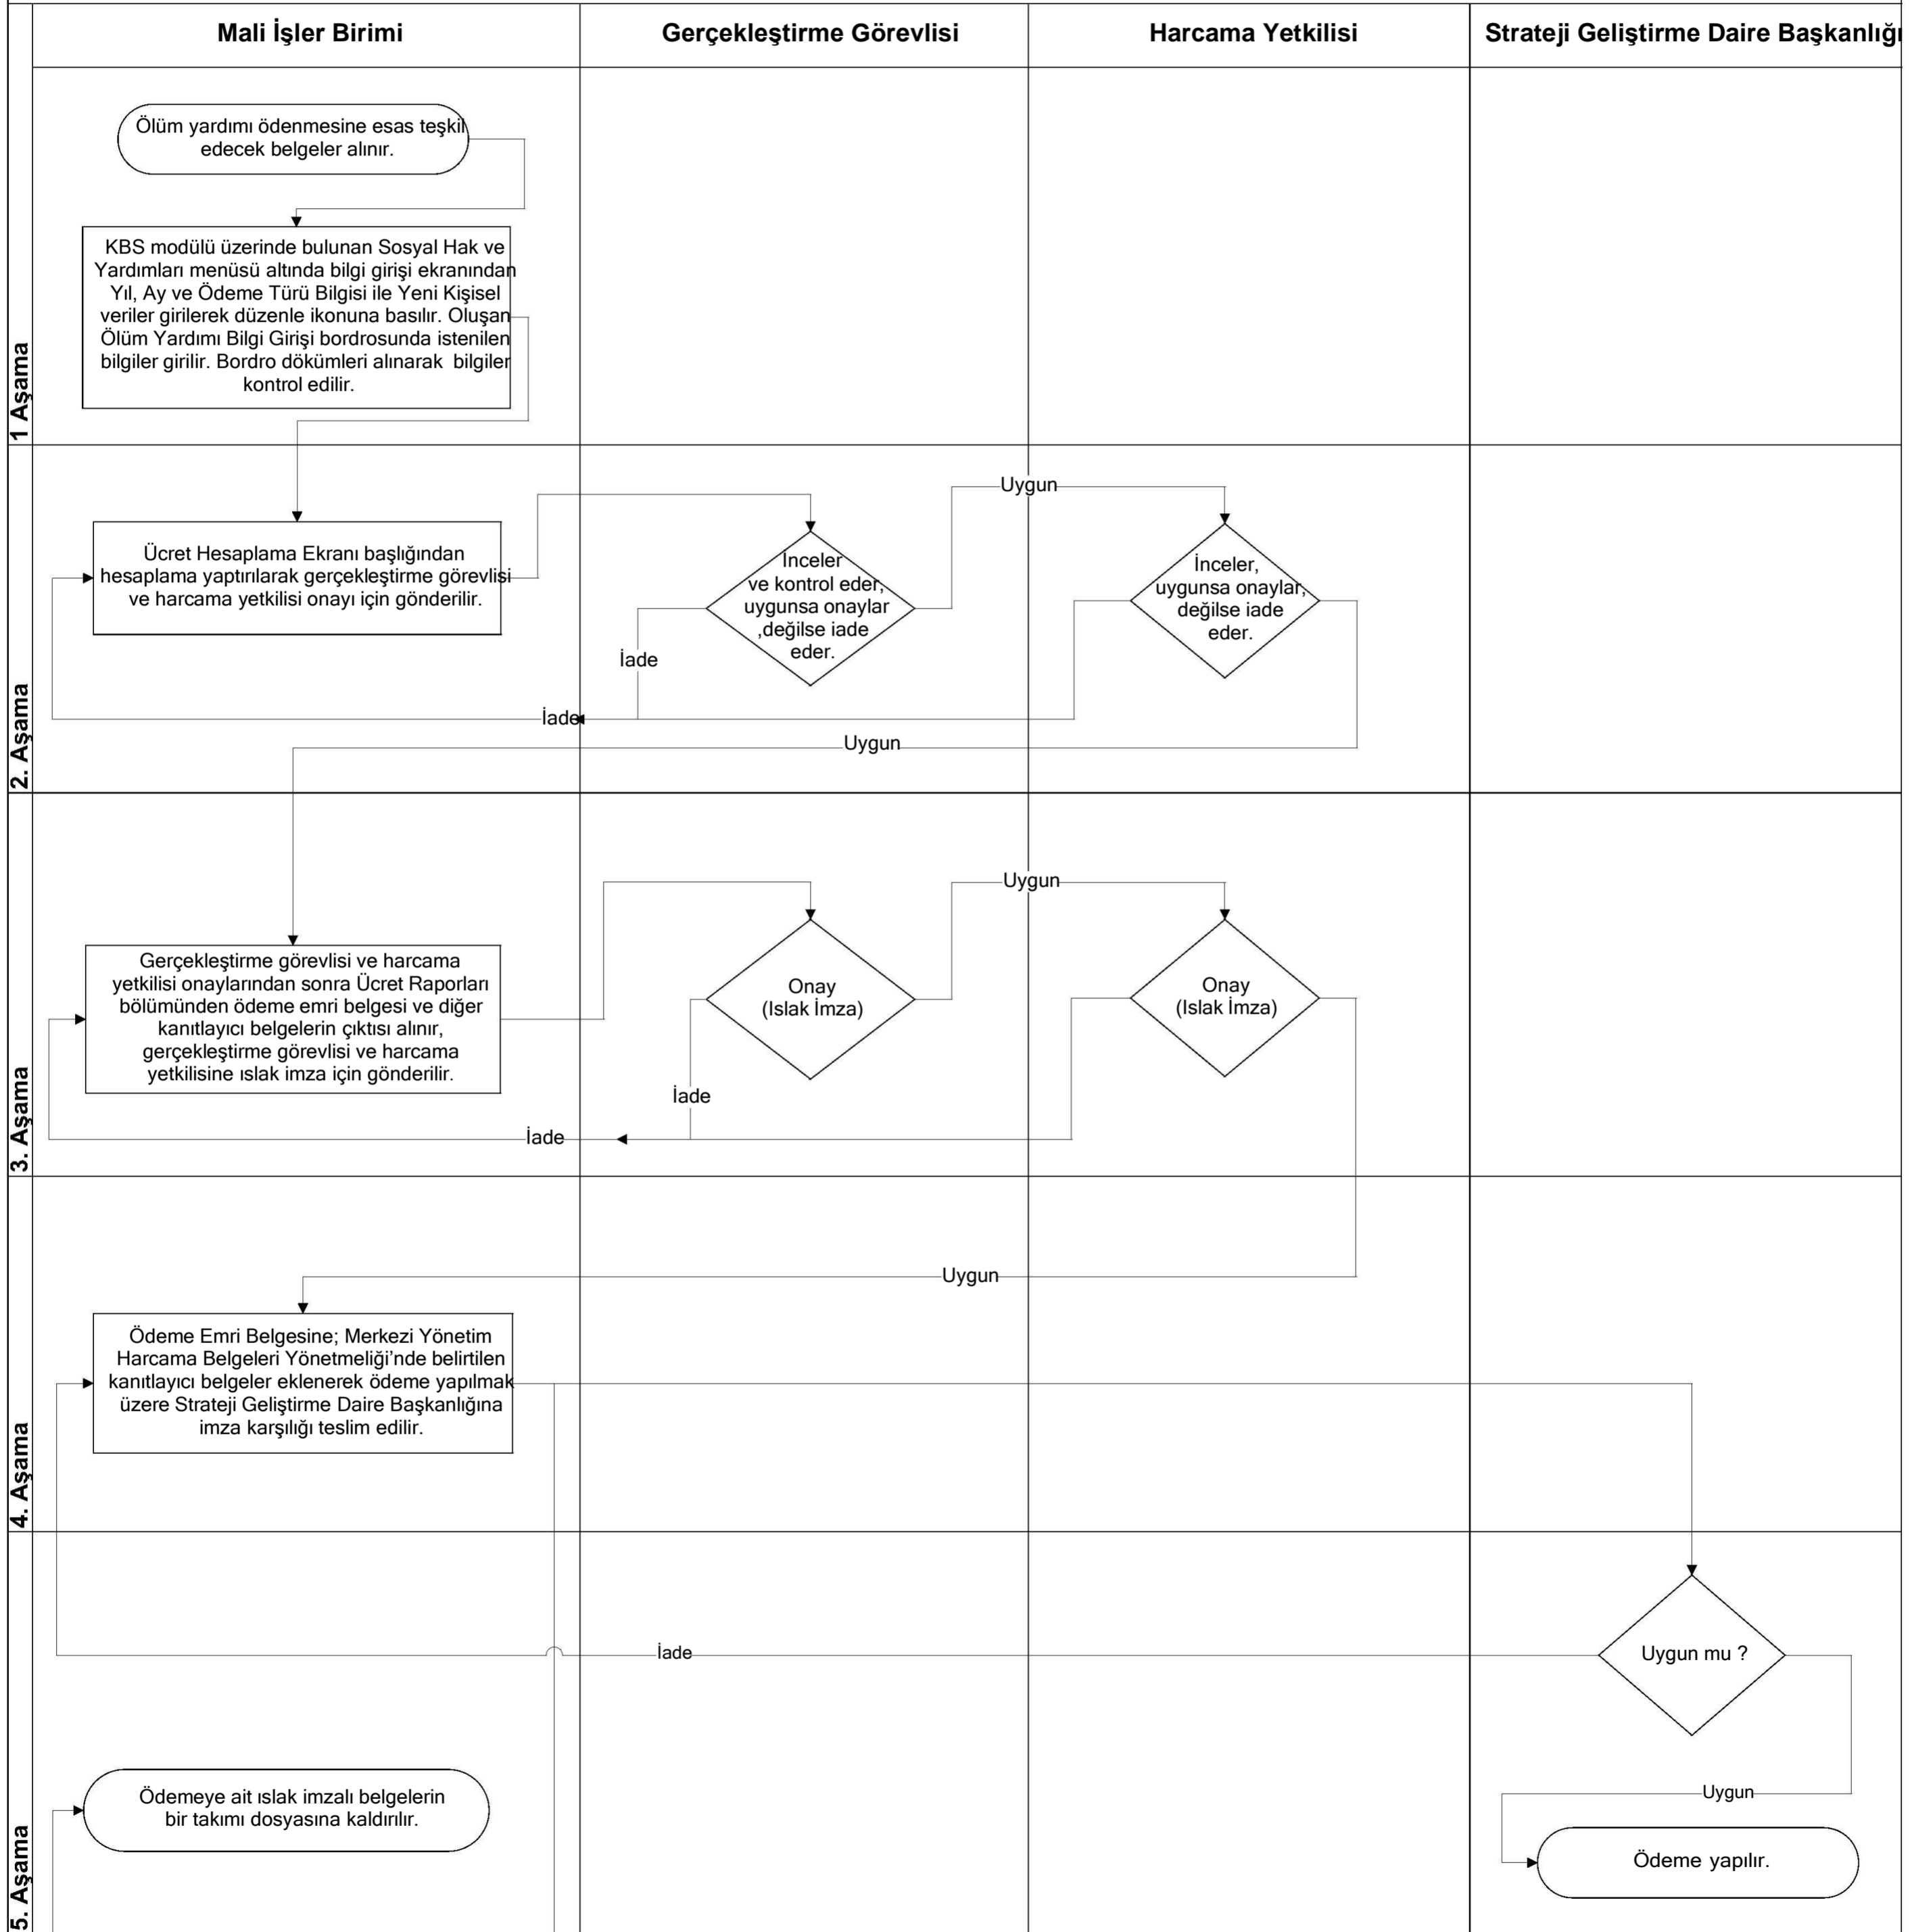 Mali İşler Birimi
Gerçekleştirme Görevlisi
Harcama Yetkilisi
Strateji Geliştirme Daire Başkanlığı
1 Aşama
Ölüm yardımı ödenmesine esas teşkil
edecek belgeler alınır.
KBS modülü üzerinde bulunan Sosyal Hak ve
Yardımları menüsü altında bilgi girişi ekranından
Yıl, Ay ve Ödeme Türü Bilgisi ile Yeni Kişisel
veriler girilerek düzenle ikonuna basılır. Oluşan
Ölüm Yardımı Bilgi Girişi bordrosunda istenilen
bilgiler girilir. Bordro dökümleri alınarak bilgiler
kontrol edilir.
2. Aşama
Ücret Hesaplama Ekranı başlığından
hesaplama yaptırılarak gerçekleştirme görevlisi
ve harcama yetkilisi onayı için gönderilir.
İnceler
ve kontrol eder,
uygunsa onaylar
,değilse iade
eder.
Uygun
İnceler,
uygunsa onaylar,
değilse iade
eder.
İade
İade
Uygun
3. Aşama
Gerçekleştirme görevlisi ve harcama
yetkilisi onaylarından sonra Ücret Raporları
bölümünden ödeme emri belgesi ve diğer
kanıtlayıcı belgelerin çıktısı alınır,
gerçekleştirme görevlisi ve harcama
yetkilisine ıslak imza için gönderilir.
Onay
(Islak İmza)
Uygun
Onay
(Islak İmza)
İade
İade
Uygun
4. Aşama
Ödeme Emri Belgesine; Merkezi Yönetim
Harcama Belgeleri Yönetmeliği’nde belirtilen
kanıtlayıcı belgeler eklenerek ödeme yapılmak
üzere Strateji Geliştirme Daire Başkanlığına
imza karşılığı teslim edilir.
5. Aşama
İade
Uygun mu ?
Uygun
Ödemeye ait ıslak imzalı belgelerin
bir takımı dosyasına kaldırılır.
Ödeme yapılır.